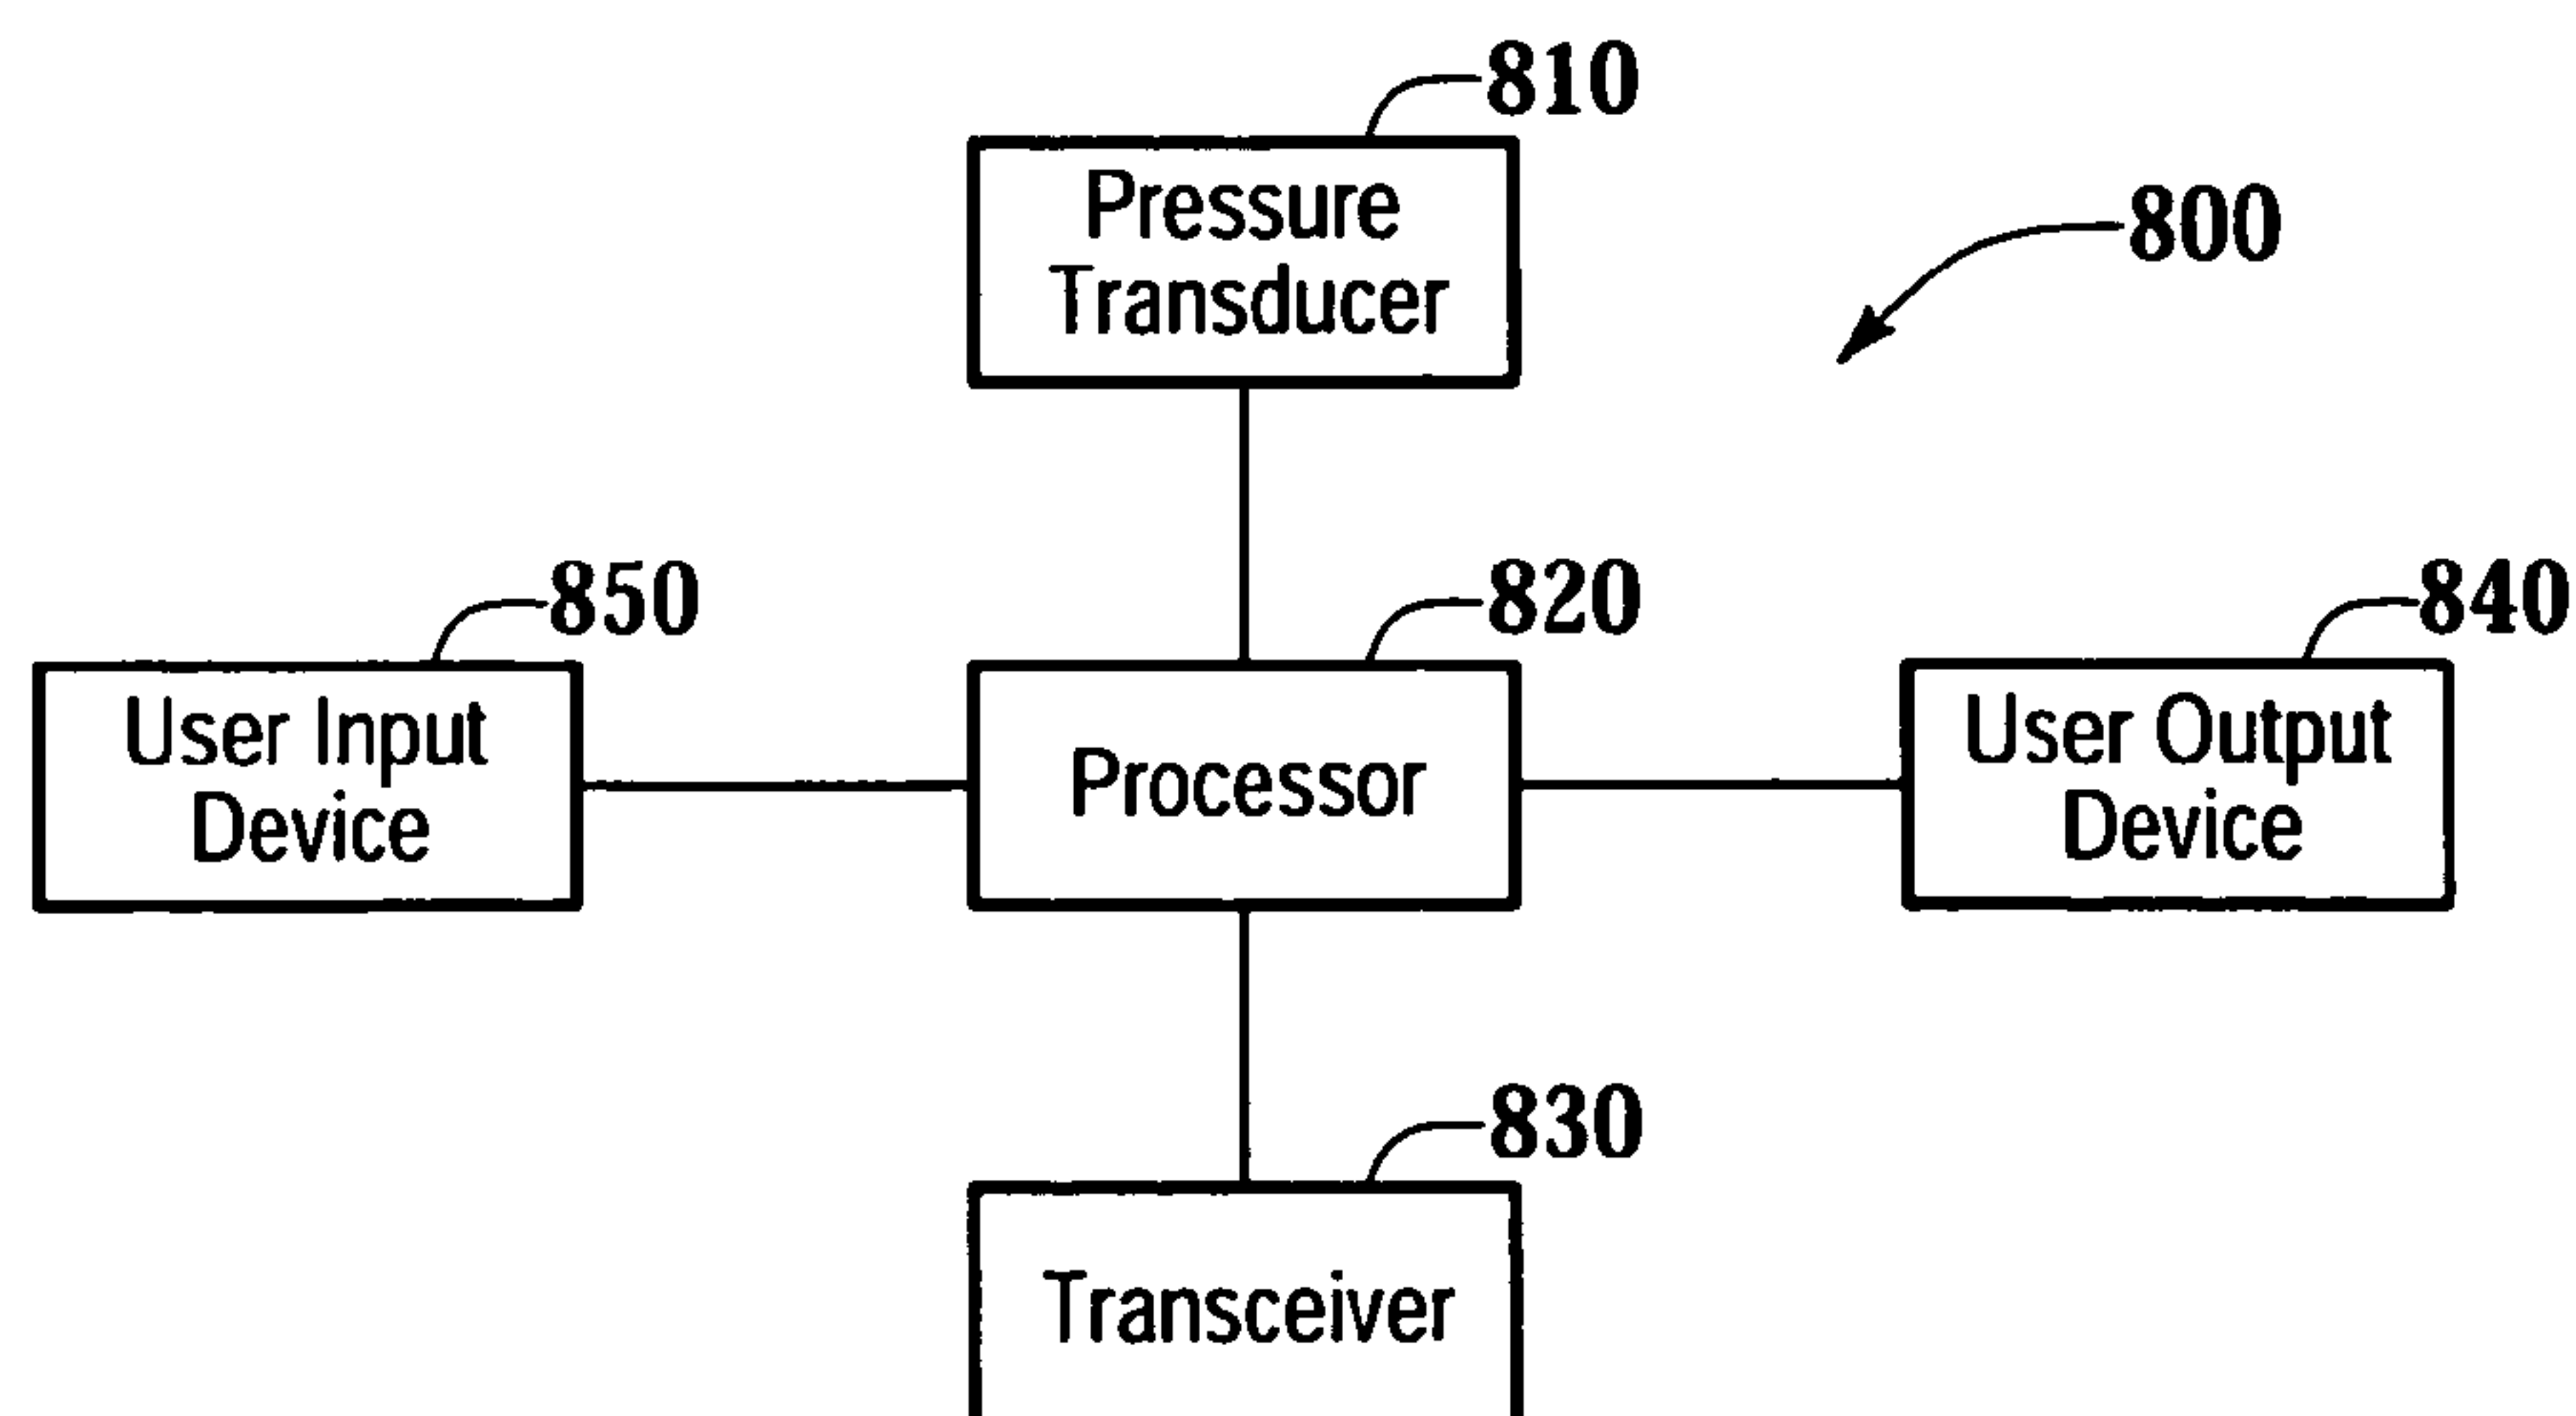 810
Pressure
Transducer
800
850
820
840
User Input
Device
Processor
User Output
Device
830
Transceiver